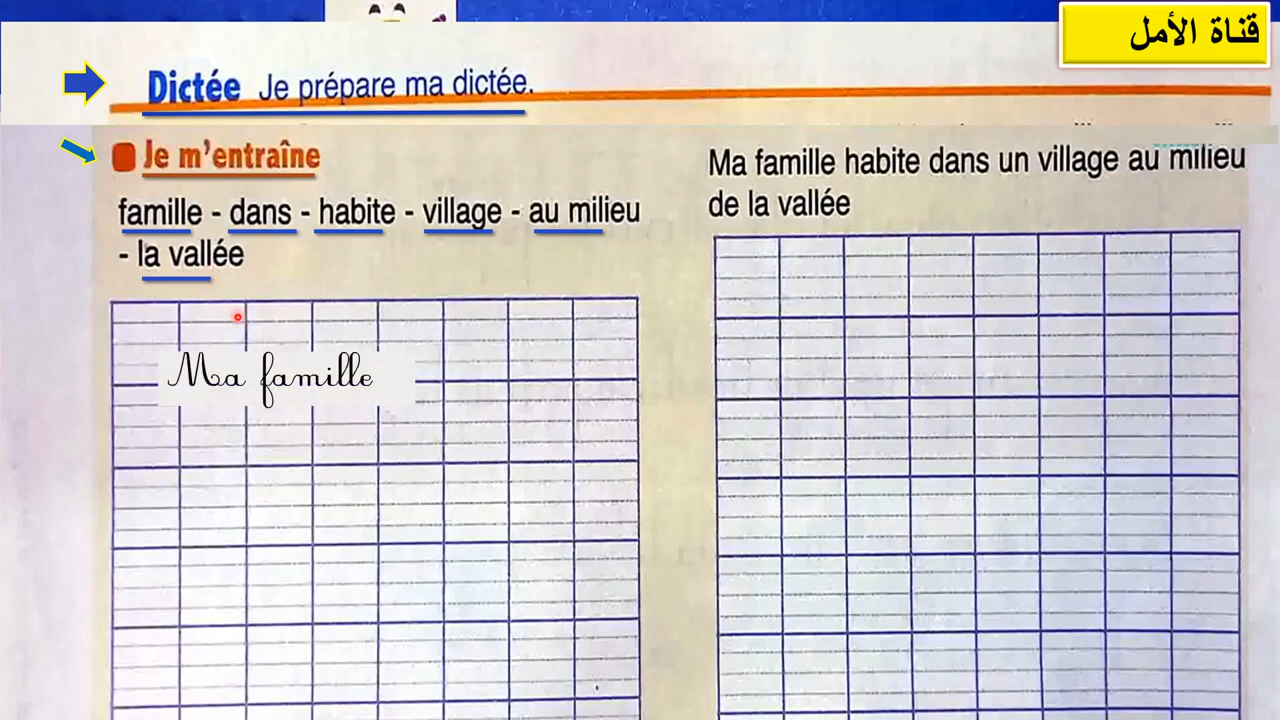 قناة الأمل
Dictée Je prépare ma dictée.
Je m'entraîne
famille - dans - habite - village - au milieu
- la vallée
Ma famille
Ma famille habite dans un village au milieu
de la vallée